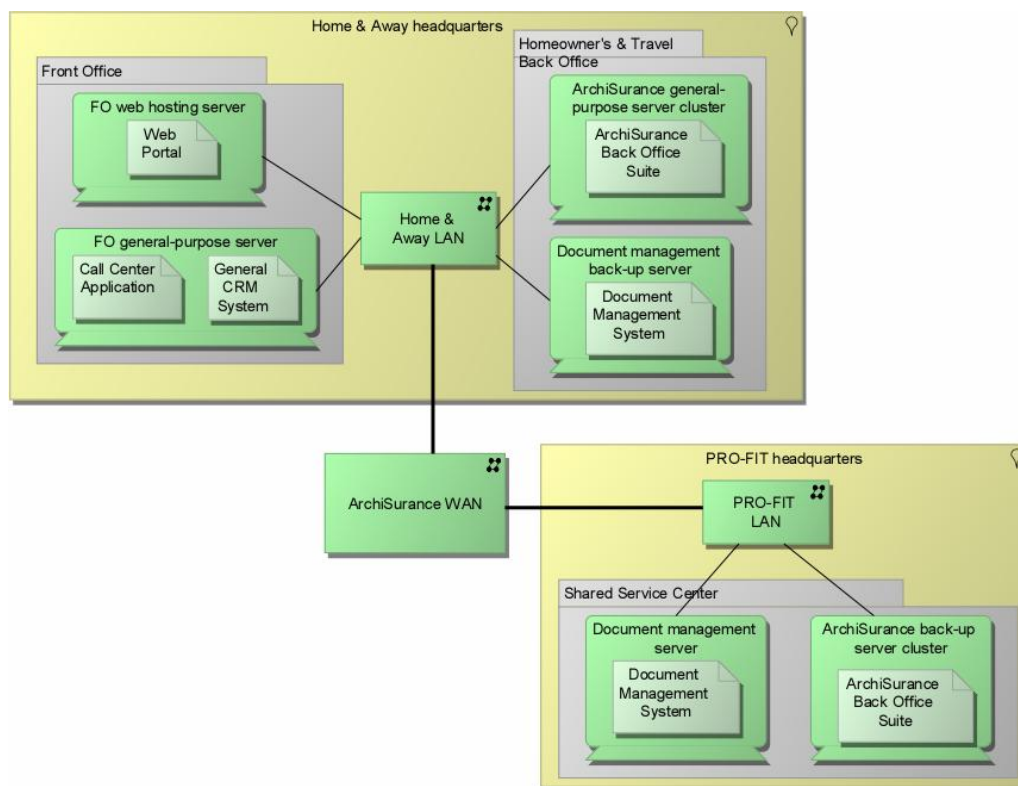 Home & Away headquarters
Front Office
FO web hosting server
Web
Portal
FO general-purpose server
Call Center
Application
General
CRM
System
Home &
Away LAN
Homeowner's & Travel
Back Office
ArchiSurance general-
purpose server cluster
ArchiSurance
Back Office
Suite
Document management
back-up server
Document
Management
System
ArchiSurance WAN
PRO-FIT headquarters
PRO-FIT
LAN
Shared Service Center
Document management
server
Document
Management
System
ArchiSurance back-up
server cluster
ArchiSurance
Back Office
Suite